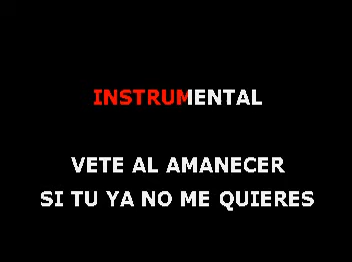 INSTRUMENTAL
VETE AL AMANECER
SI TU YA NO ME QUIERES